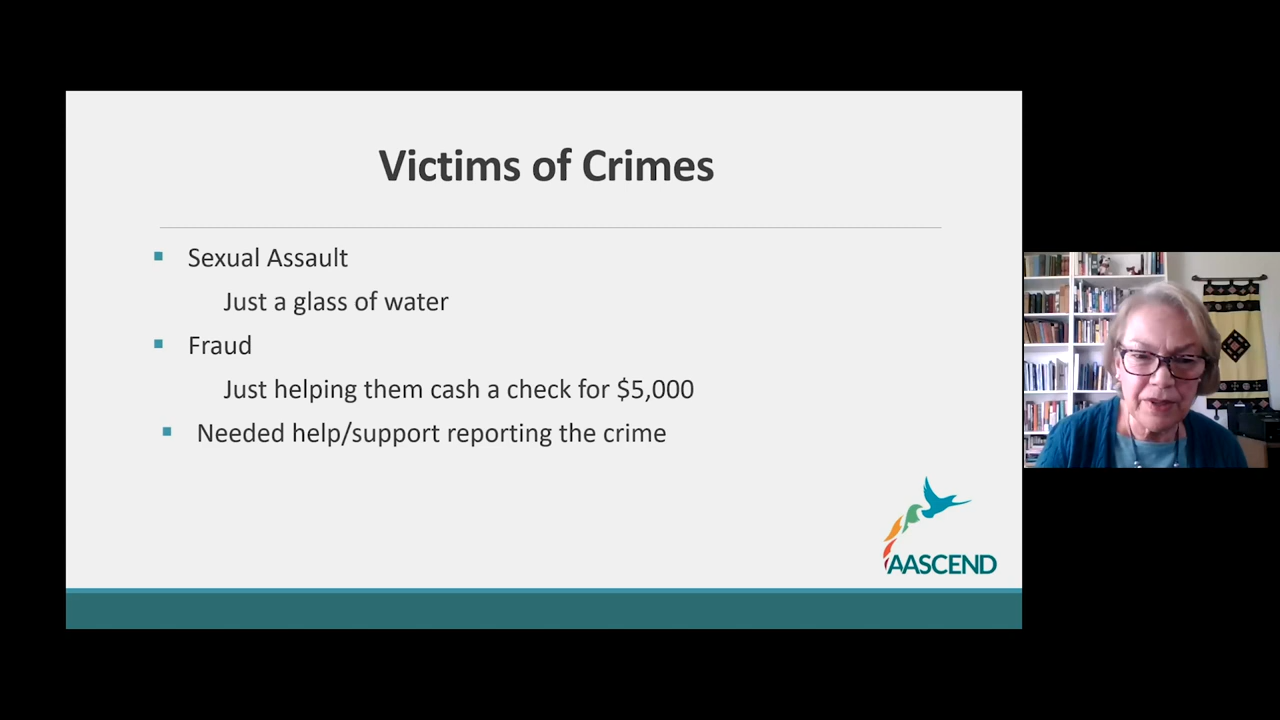 Victims of Crimes
Sexual Assault
Just a glass of water
Fraud
Just helping them cash a check for $5,000
Needed help/support reporting the crime
AASCEND